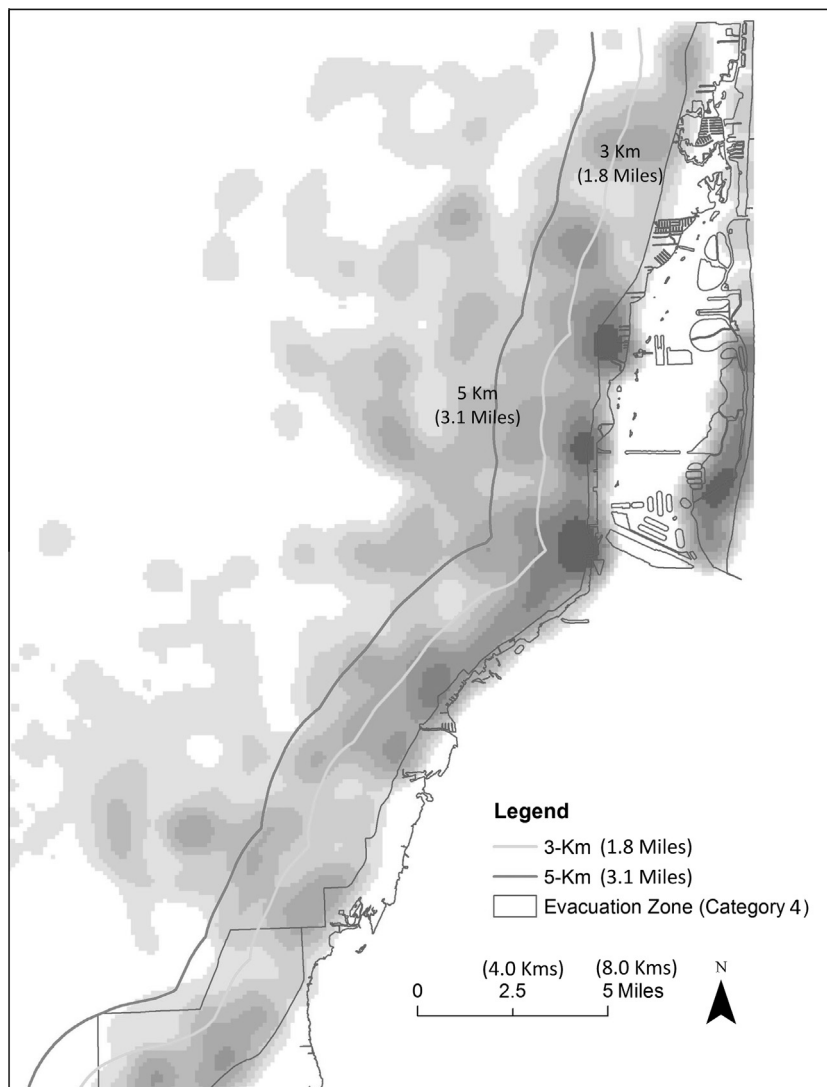 3 Km
(1.8 Miles)
5 Km
(3.1 Miles)
Legend
3-Km (1.8 Miles)
5-Km (3.1 Miles)
Evacuation Zone (Category 4)
(4.0 Kms) (8.0 Kms)
0 2.5 5 Miles
N